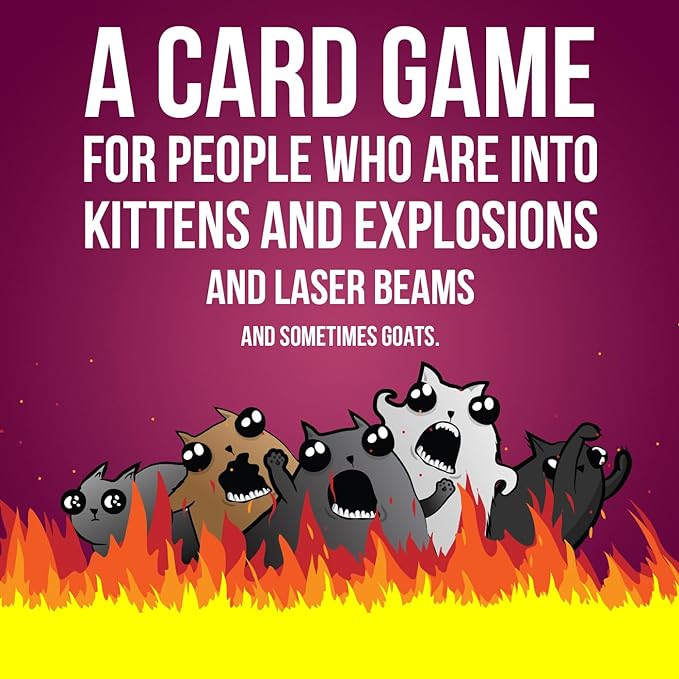 A CARD GAME
FOR PEOPLE WHO ARE INTO
KITTENS AND EXPLOSIONS
AND LASER BEAMS
AND SOMETIMES GOATS.